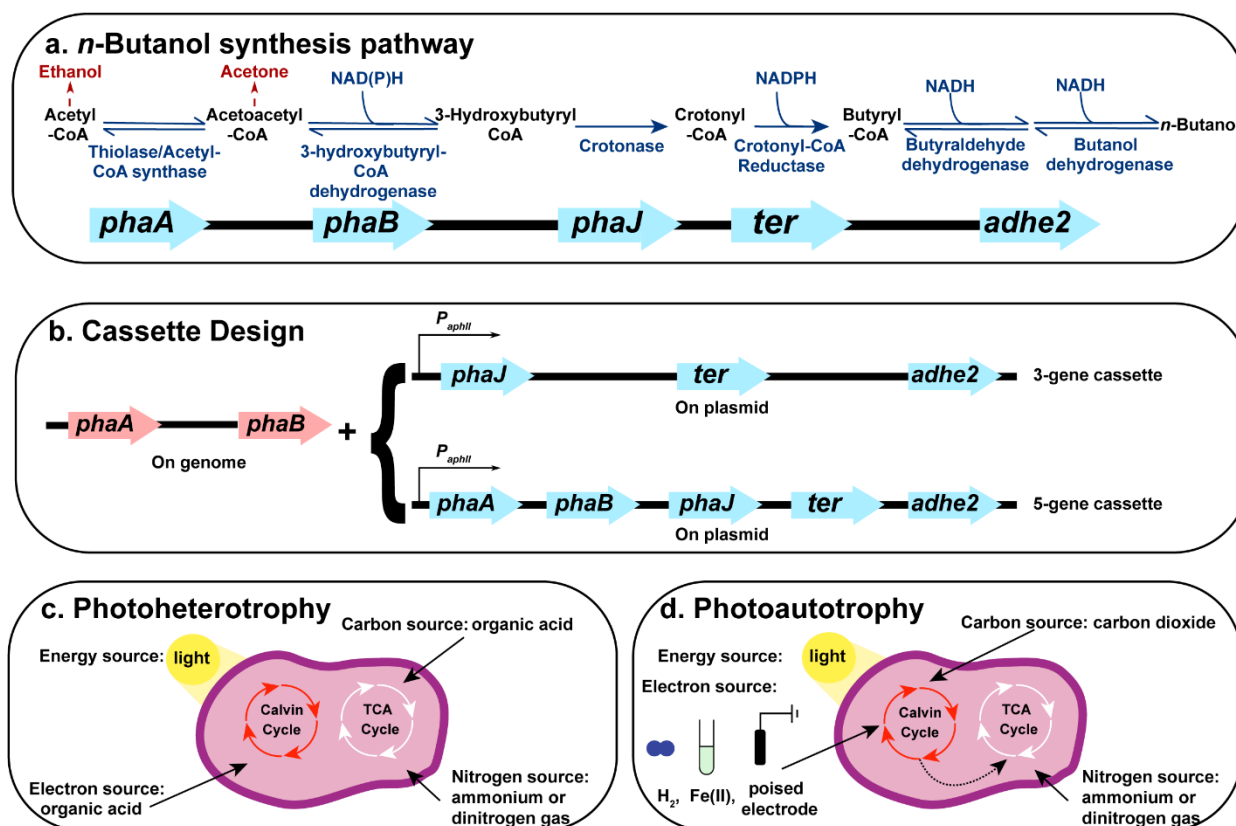 a. n-Butanol synthesis pathway
Ethanol
Acetone
NAD(P)H
NADPH
NADH
NADH
Acetyl
-CoA
Acetoacetyl
-CoA
3-Hydroxybutyryl
CoA
Crotonyl
-CoA
Butyryl
-CoA
n-Butanol
Thiolase/Acetyl-
CoA synthase
3-hydroxybutyryl-
CoA
dehydrogenase
Crotonase
Crotonyl-CoA
Reductase
Butyraldehyde
dehydrogenase
Butanol
dehydrogenase
phaA
phaB
phaJ
ter
adhe2
b. Cassette Design
PaphII
phaJ
ter
adhe2
3-gene cassette
On plasmid
phaA
phaB
+
{
On genome
PaphII
phaA
phaB
phaJ
ter
adhe2
5-gene cassette
On plasmid
c. Photoheterotrophy
Carbon source: organic acid
Energy source:
light
Calvin
Cycle
TCA
Cycle
Electron source:
organic acid
Nitrogen source:
ammonium or
dinitrogen gas
d. Photoautotrophy
Carbon source: carbon dioxide
Energy source:
light
Electron source:
Calvin
Cycle
TCA
Cycle
H2, Fe(II), poised
electrode
Nitrogen source:
ammonium or
dinitrogen gas